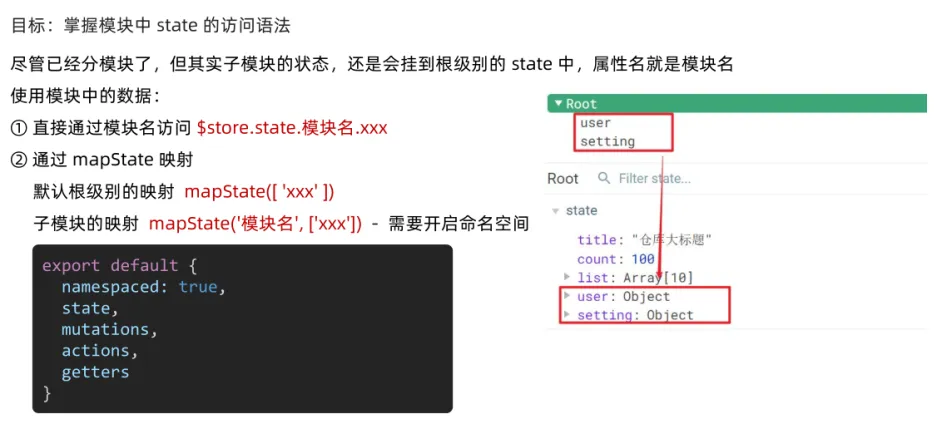 目标：掌握模块中 state 的访问语法
尽管已经分模块了，但其实子模块的状态，还是会挂到根级别的 state 中，属性名就是模块名
使用模块中的数据：
① 直接通过模块名访问 $store.state.模块名.xxx
② 通过 mapState 映射
默认根级别的映射 mapState([ 'xxx' ])
子模块的映射 mapState('模块名', ['xxx']) - 需要开启命名空间
export default {
namespaced: true,
state,
mutations,
actions,
getters
}
Root
user
setting
Root Filter state...
state
title: "仓库大标题"
count: 100
list: Array[10]
user: Object
setting: Object